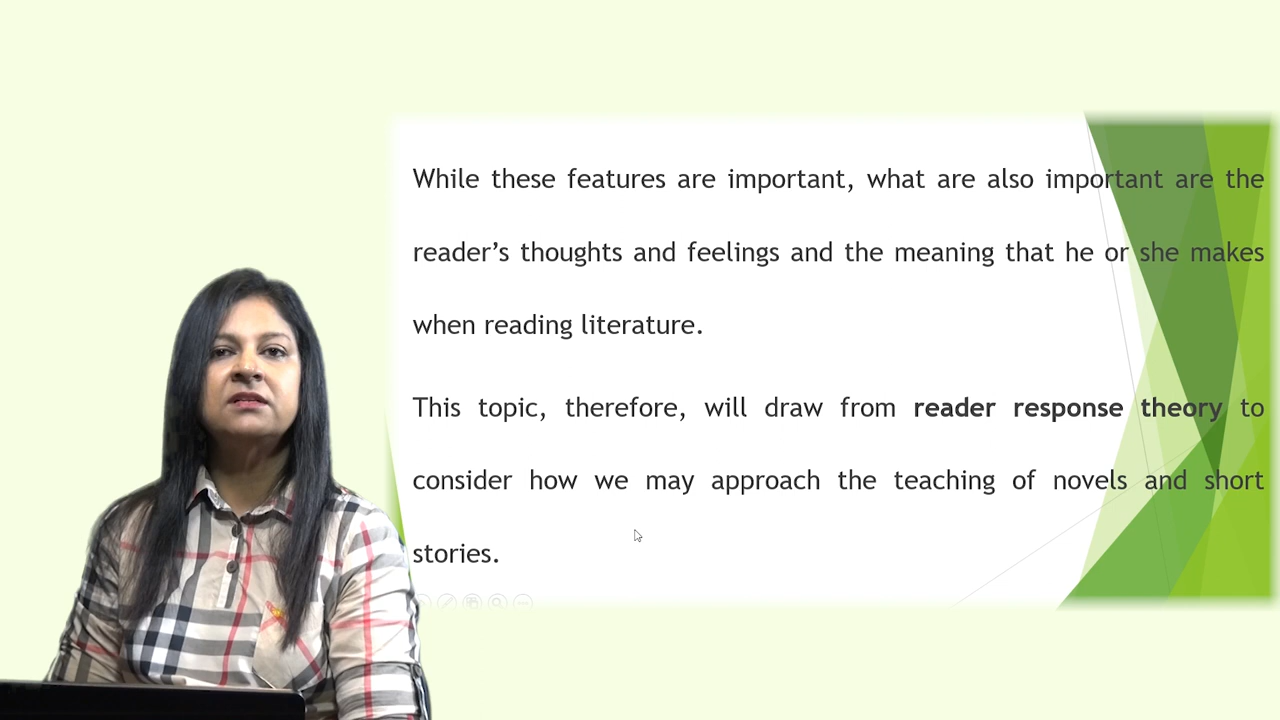 While these features are important, what are also important are the
reader’s thoughts and feelings and the meaning that he or she makes
when reading literature.
This topic, therefore, will draw from reader response theory to
consider how we may approach the teaching of novels and short
stories.